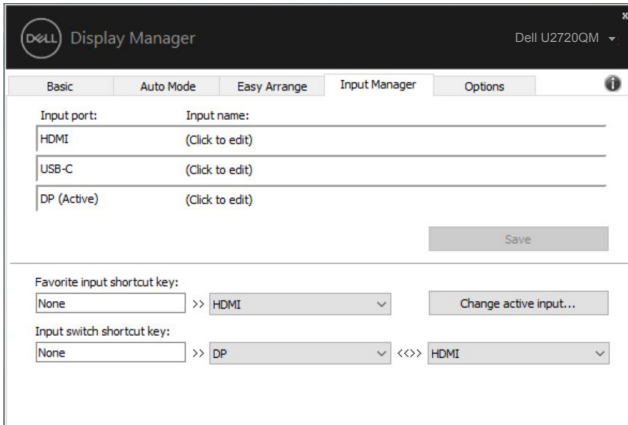 x
DELL Display Manager Dell U2720QM
Basic Auto Mode Easy Arrange Input Manager Options i
Input port: Input name:
HDMI (Click to edit)
USB-C (Click to edit)
DP (Active) (Click to edit)
Save
Favorite input shortcut key:
None >> HDMI Change active input...
Input switch shortcut key:
None >> DP <<>> HDMI